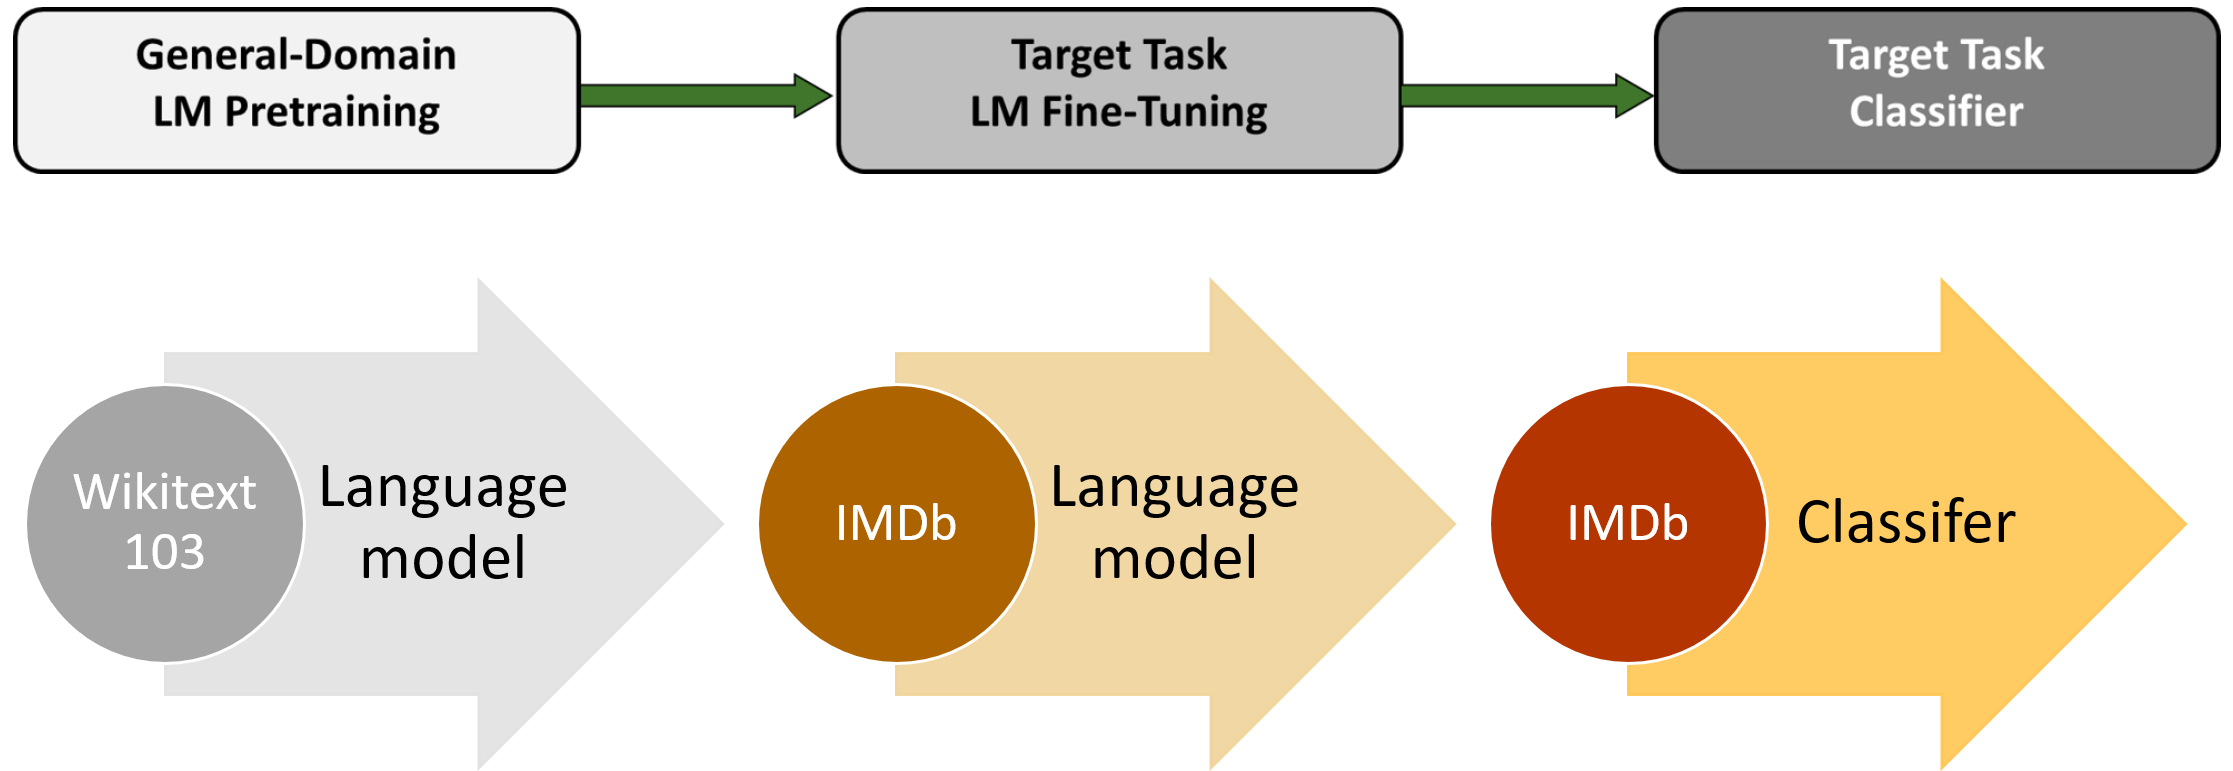 General-Domain
LM Pretraining
Target Task
LM Fine-Tuning
Target Task
Classifier
Wikitext
103
Language
model
IMDb
Language
model
IMDb
Classifer